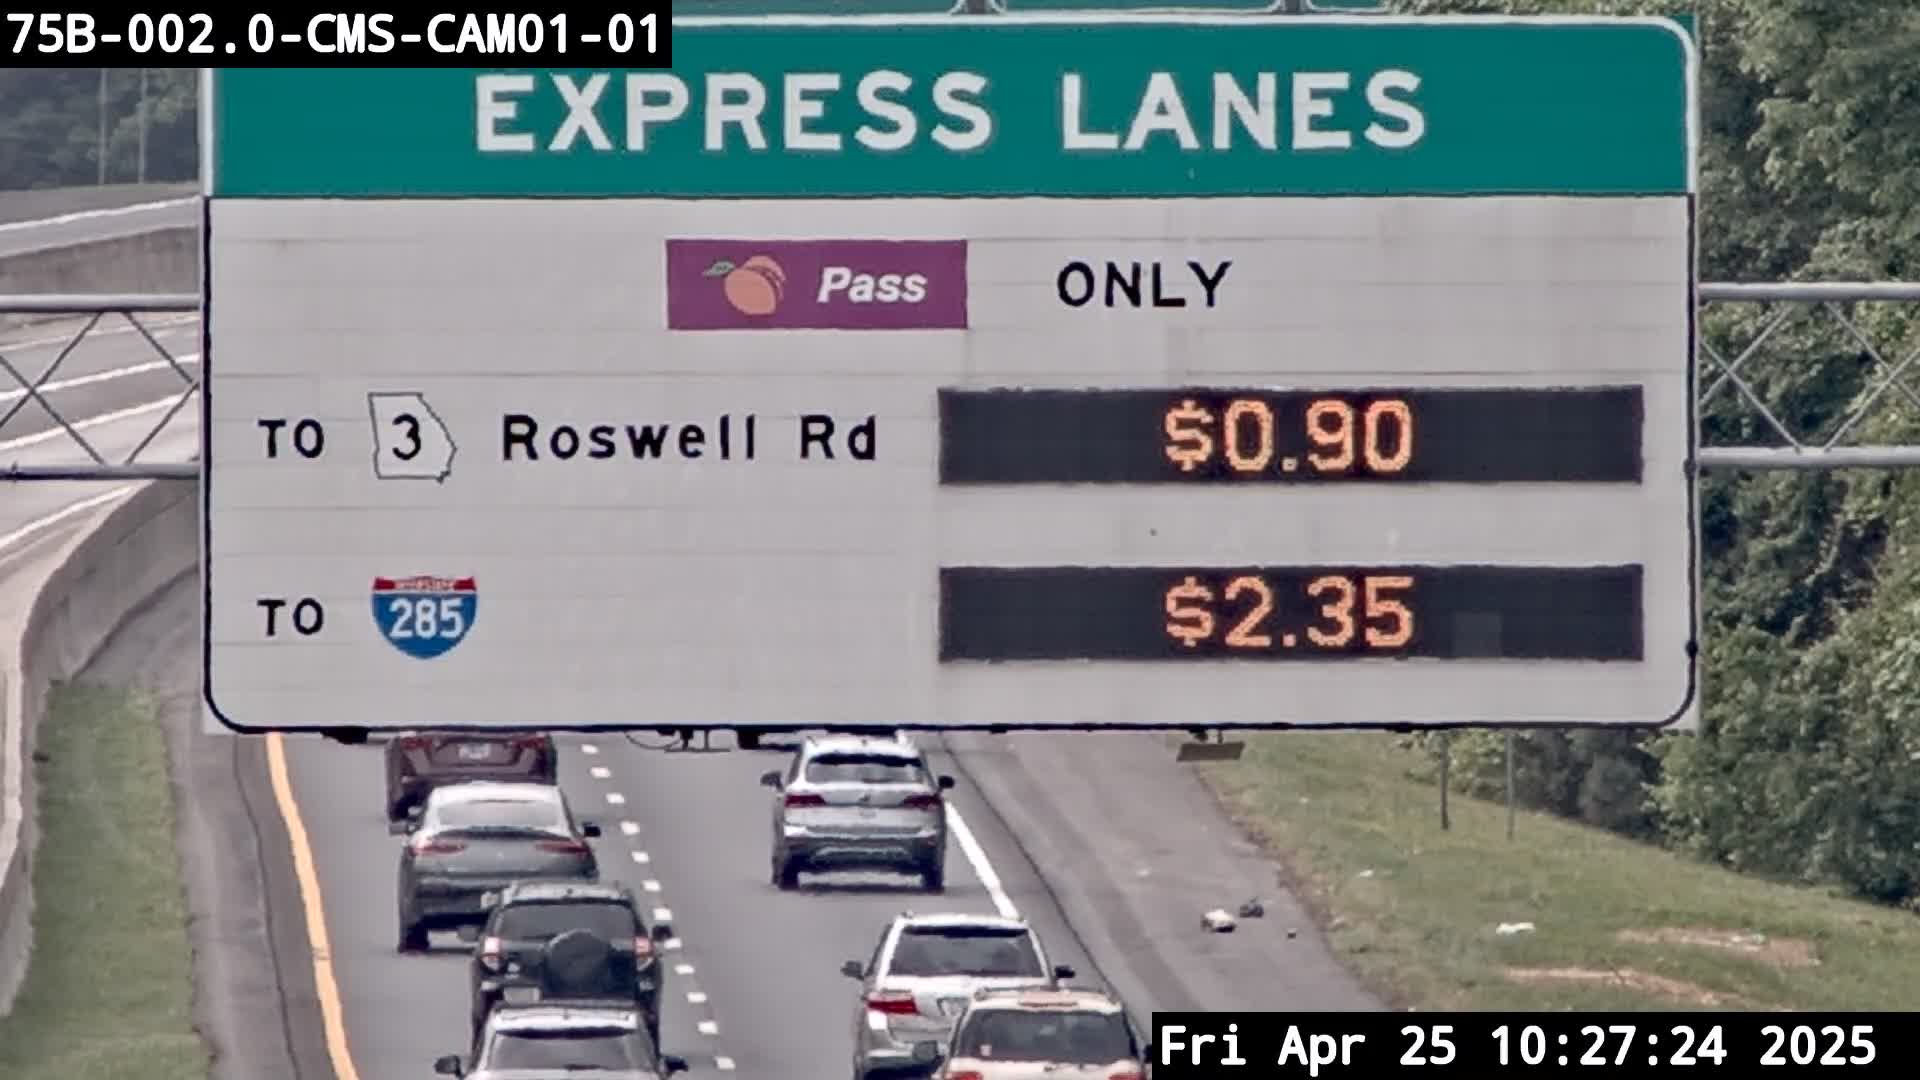 75B-002.0-CMS-CAM01-01
EXPRESS LANES
Pass ONLY
TO 3 Roswell Rd $0.90
TO INTERSTATE 285 $2.35
Fri Apr 25 10:27:24 2025